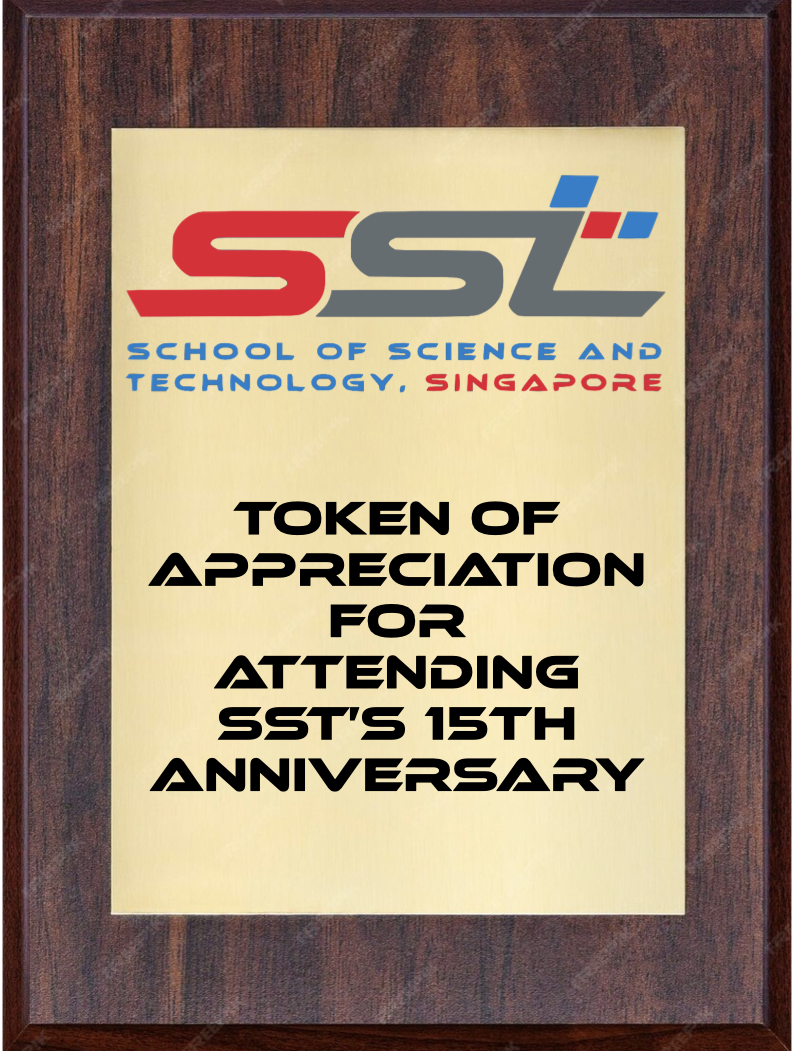 SST
SCHOOL OF SCIENCE AND
TECHNOLOGY, SINGAPORE
TOKEN OF
APPRECIATION
FOR
ATTENDING
SST'S 15TH
ANNIVERSARY